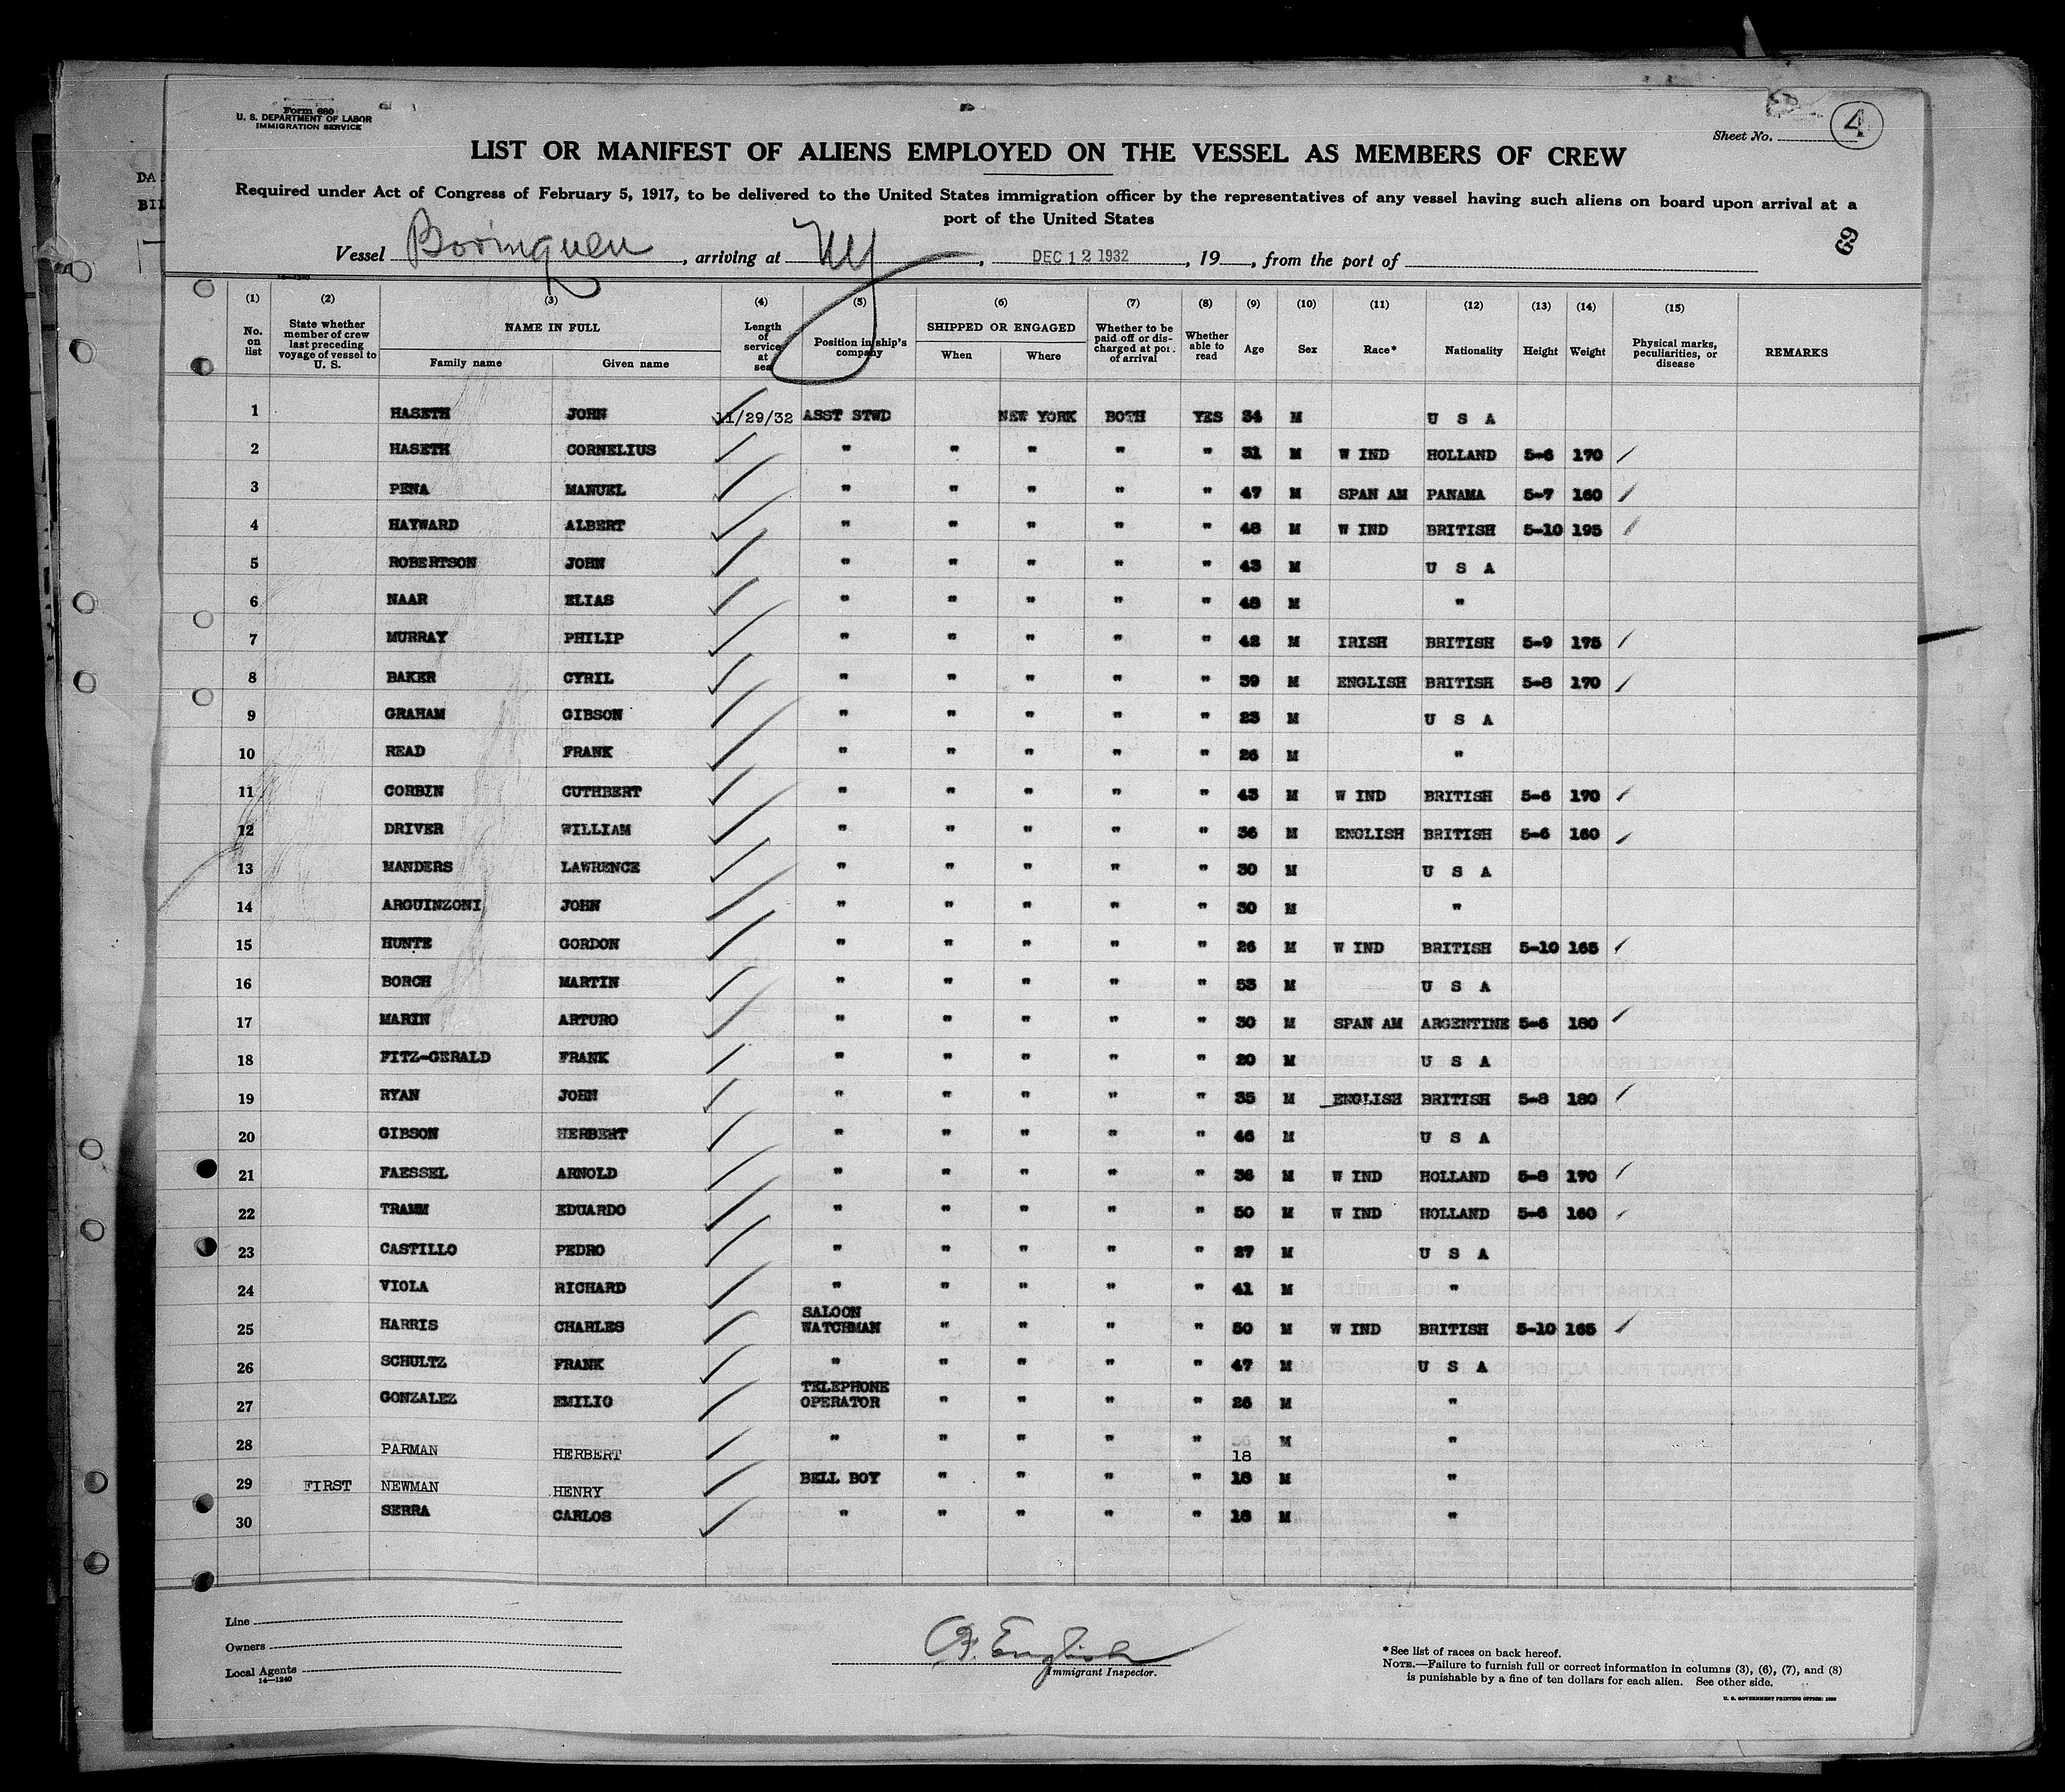 Form 680
U. S. DEPARTMENT OF LABOR
IMMIGRATION SERVICE
Sheet No. 4
LIST OR MANIFEST OF ALIENS EMPLOYED ON THE VESSEL AS MEMBERS OF CREW
Required under Act of Congress of February 5, 1917, to be delivered to the United States immigration officer by the representatives of any vessel having such aliens on board upon arrival at a
port of the United States
69
Vessel Borinquen, arriving at NY, DEC 12 1932, 19, from the port of
(1) (2) (3) (4) (5) (6) (7) (8) (9) (10) (11) (12) (13) (14) (15)
No. on list State whether member of crew last preceding voyage of vessel to U. S. NAME IN FULL Family name Given name Length of service at sea Position in ship's company SHIPPED OR ENGAGED When Where Whether to be paid off or discharged at port of arrival Whether able to read Age Sex Race* Nationality Height Weight Physical marks, peculiarities, or disease REMARKS
1 HASETH JOHN 11/29/32 ASST STWD NEW YORK BOTH YES 34 M U S A
2 HASETH CORNELIUS " " " " " 31 M W IND HOLLAND 5-6 170
3 PENA MANUEL " " " " " 47 M SPAN AM PANAMA 5-7 160
4 HAYWARD ALBERT " " " " " 48 M W IND BRITISH 5-10 195
5 ROBERTSON JOHN " " " " " 43 M U S A
6 NAAR ELIAS " " " " " 48 M "
7 MURRAY PHILIP " " " " " 42 M IRISH BRITISH 5-9 175
8 BAKER CYRIL " " " " " 39 M ENGLISH BRITISH 5-8 170
9 GRAHAM GIBSON " " " " " 23 M U S A
10 READ FRANK " " " " " 26 M "
11 CORBIN CUTHBERT " " " " " 43 M W IND BRITISH 5-6 170
12 DRIVER WILLIAM " " " " " 36 M ENGLISH BRITISH 5-6 160
13 MANDERS LAWRENCE " " " " " 30 M U S A
14 ARGUINZONI JOHN " " " " " 30 M "
15 HUNTE GORDON " " " " " 26 M W IND BRITISH 5-10 165
16 BORCH MARTIN " " " " " 53 M U S A
17 MARIN ARTURO " " " " " 30 M SPAN AM ARGENTINE 5-6 180
18 FITZ-GERALD FRANK " " " " " 20 M U S A
19 RYAN JOHN " " " " " 35 M ENGLISH BRITISH 5-8 180
20 GIBSON HERBERT " " " " " 46 M U S A
21 FAESSEL ARNOLD " " " " " 36 M W IND HOLLAND 5-8 170
22 TRAMM EDUARDO " " " " " 50 M W IND HOLLAND 5-6 160
23 CASTILLO PEDRO " " " " " 27 M U S A
24 VIOLA RICHARD " " " " " 41 M "
25 HARRIS CHARLES SALOON WATCHMAN " " " " 50 M W IND BRITISH 5-10 165
26 SCHULTZ FRANK " " " " " 47 M U S A
27 GONZALEZ EMILIO TELEPHONE OPERATOR " " " " 26 M "
28 PARMAN HERBERT " " " " " 18 M "
29 FIRST NEWMAN HENRY BELL BOY " " " " 18 M "
30 SERRA CARLOS " " " " " 18 M "
Line
Owners
Local Agents
14—1240
English
Immigrant Inspector.
*See list of races on back hereof.
NOTE.—Failure to furnish full or correct information in columns (3), (6), (7), and (8)
is punishable by a fine of ten dollars for each alien. See other side.
U. S. GOVERNMENT PRINTING OFFICE: 1930